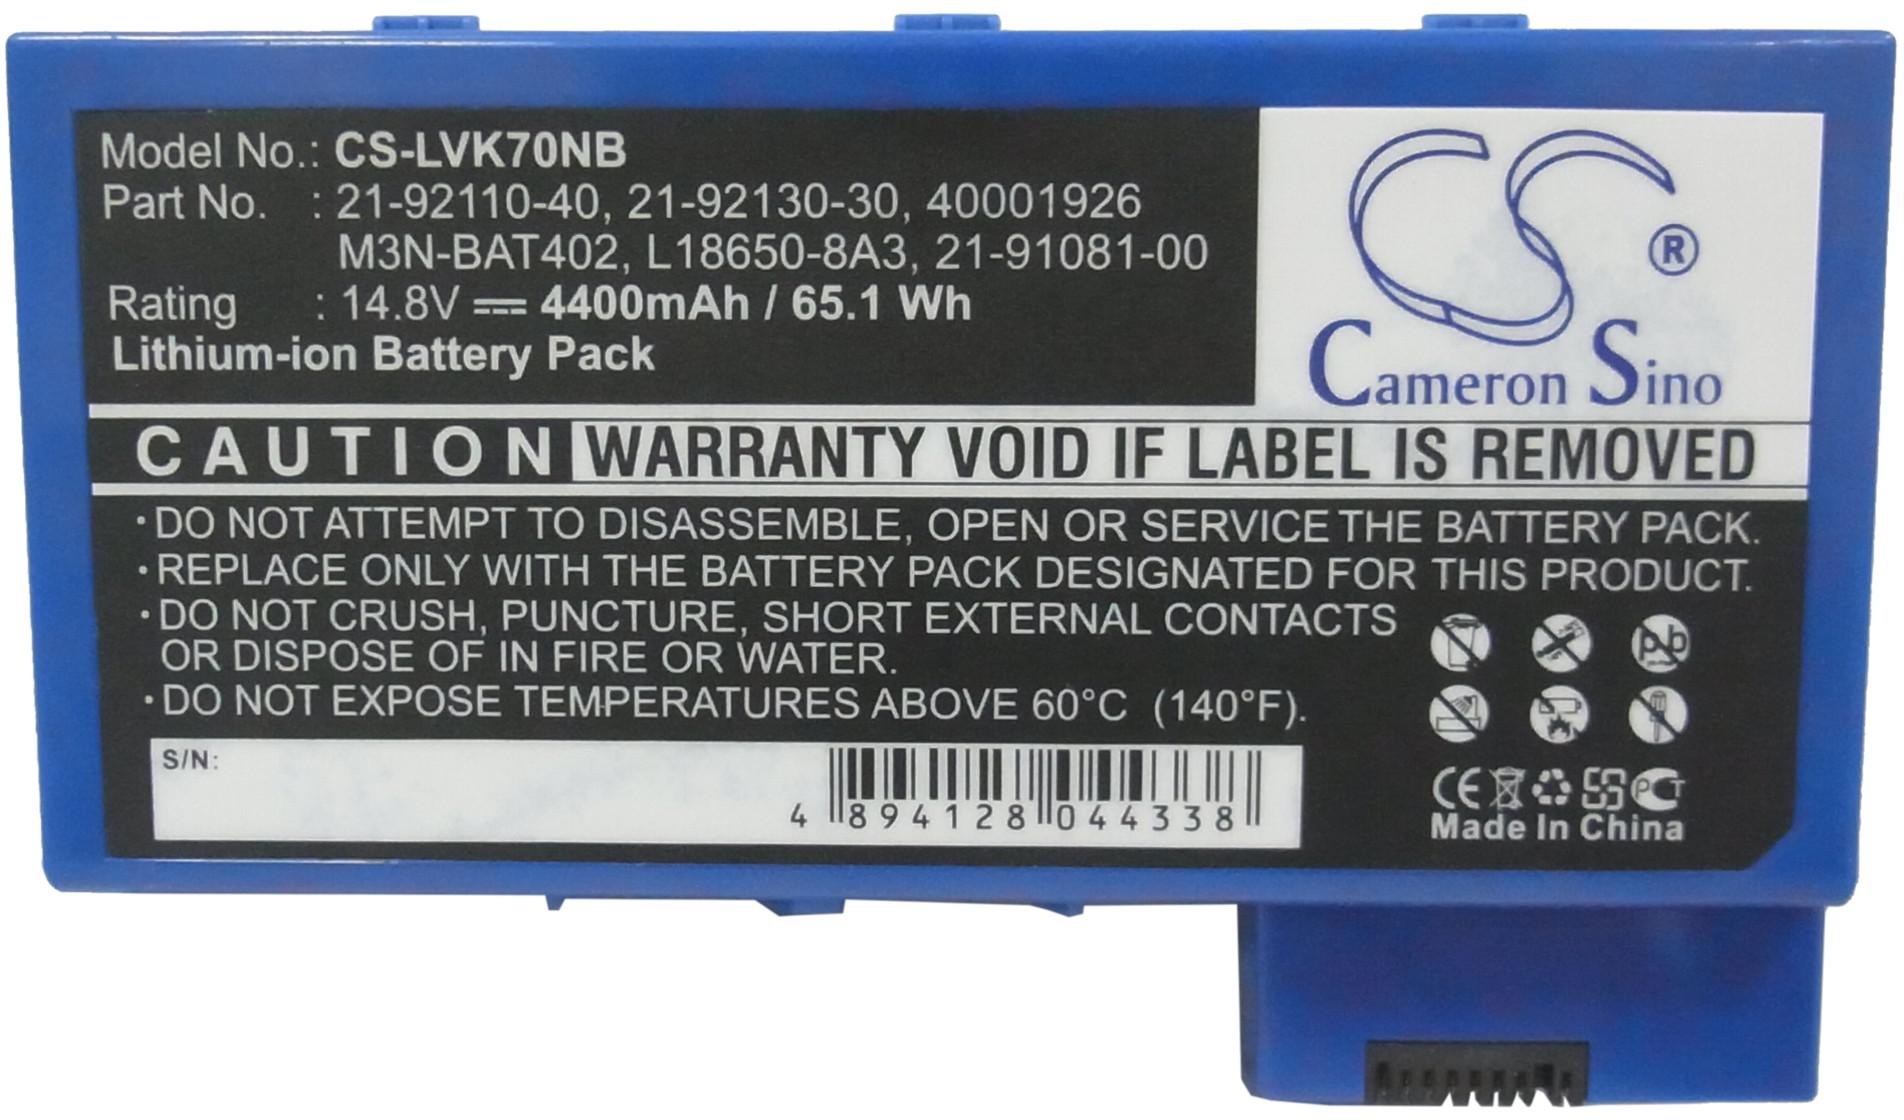 Model No.: CS-LVK70NB
Part No. : 21-92110-40, 21-92130-30, 40001926
M3N-BAT402, L18650-8A3, 21-91081-00
Rating : 14.8V ⎓ 4400mAh / 65.1 Wh
Lithium-ion Battery Pack
®
Cameron Sino
CAUTION WARRANTY VOID IF LABEL IS REMOVED
·DO NOT ATTEMPT TO DISASSEMBLE, OPEN OR SERVICE THE BATTERY PACK.
·REPLACE ONLY WITH THE BATTERY PACK DESIGNATED FOR THIS PRODUCT.
·DO NOT CRUSH, PUNCTURE, SHORT EXTERNAL CONTACTS
OR DISPOSE OF IN FIRE OR WATER.
·DO NOT EXPOSE TEMPERATURES ABOVE 60°C (140°F).
pb
S/N:
4 894128 044338
CE PCT
Made In China